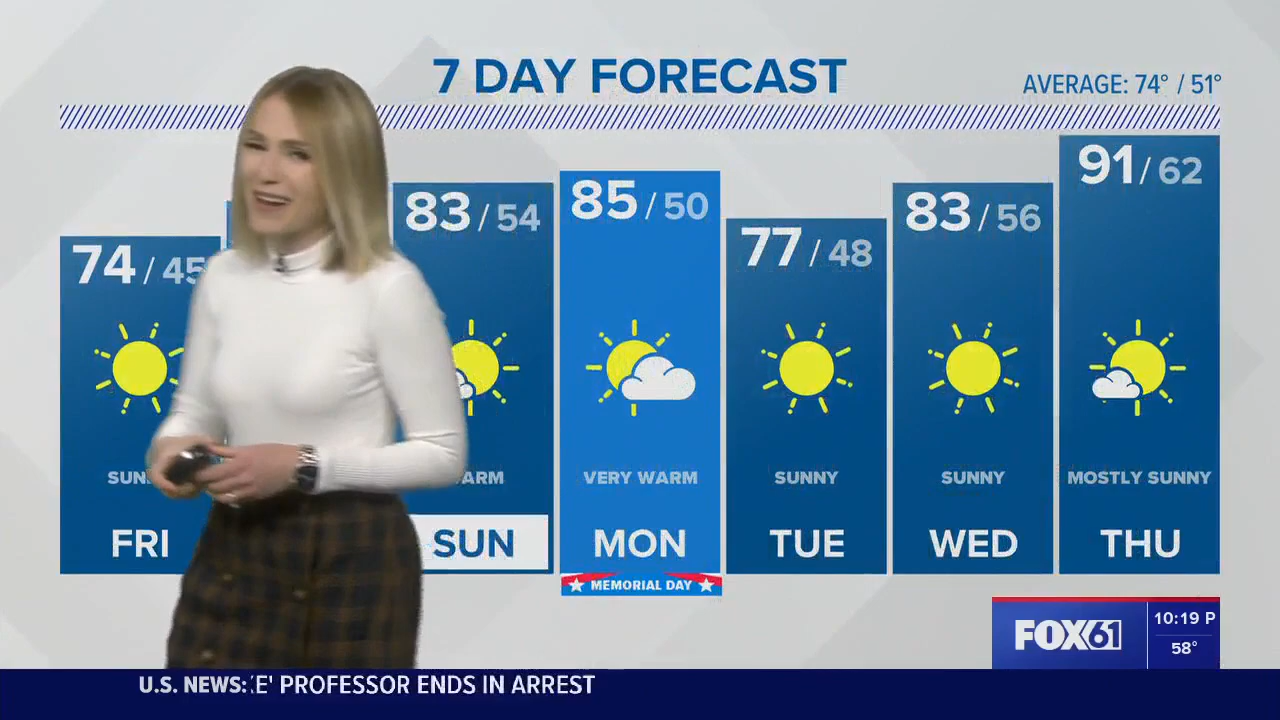 7 DAY FORECAST
AVERAGE: 74° / 51°
74 / 45
83 / 54
85 / 50
77 / 48
83 / 56
91 / 62
VERY WARM
SUNNY
SUNNY
MOSTLY SUNNY
FRI
SUN
MON
TUE
WED
THU
MEMORIAL DAY
FOX61
10:19 P
58°
U.S. NEWS: E' PROFESSOR ENDS IN ARREST